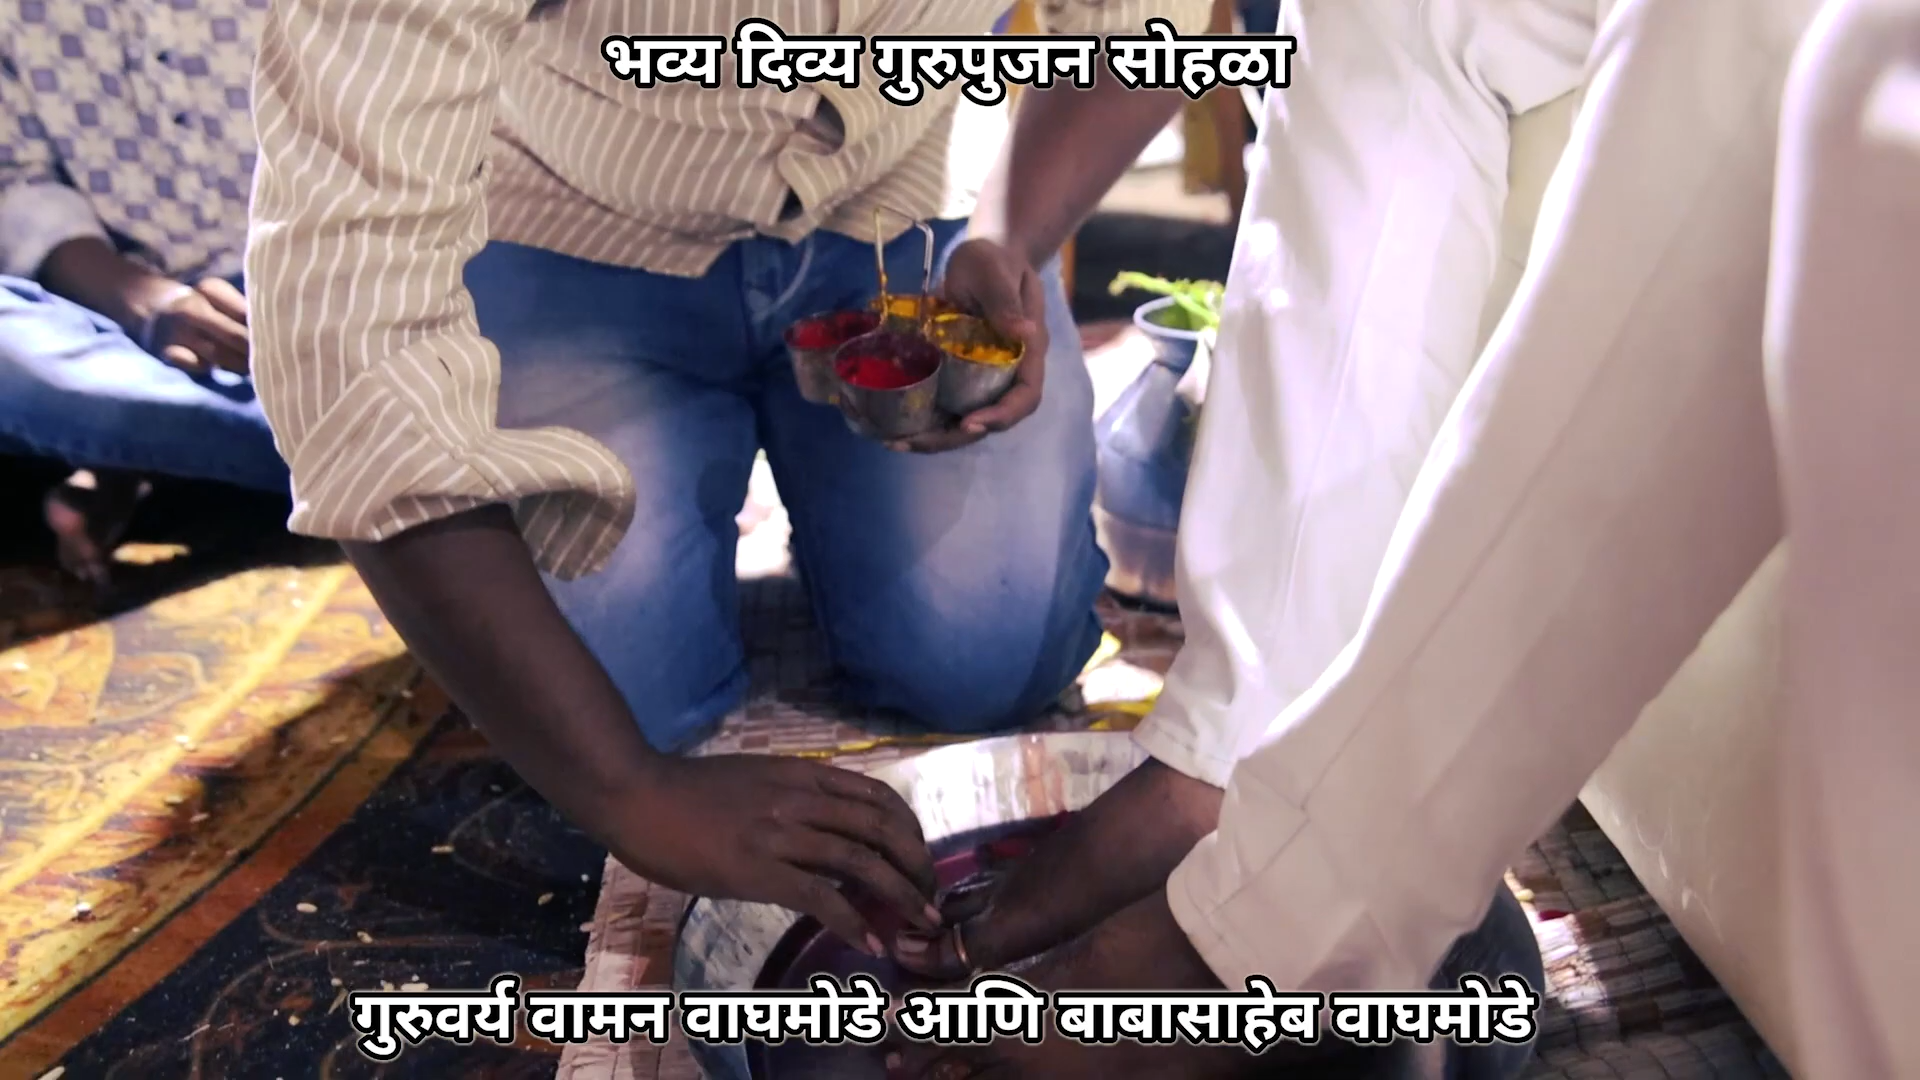 भव्य दिव्य गुरुपुजन सोहळा
गुरुवर्य वामन वाघमोडे आणि बाबासाहेब वाघमोडे